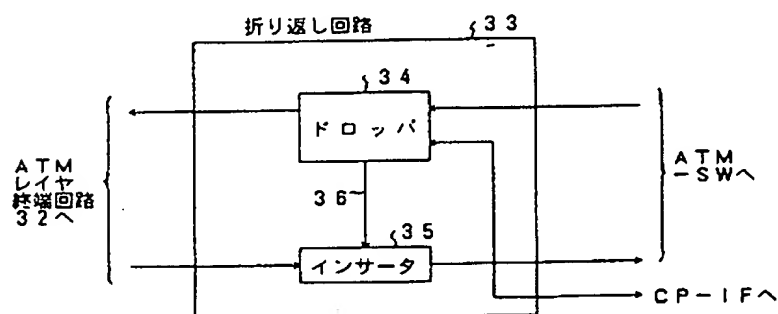 折り返し回路
33
34
ドロッパ
ATM
レイヤ
終端回路
32へ
36
35
インサータ
ATM
-SWへ
CP-IFへ